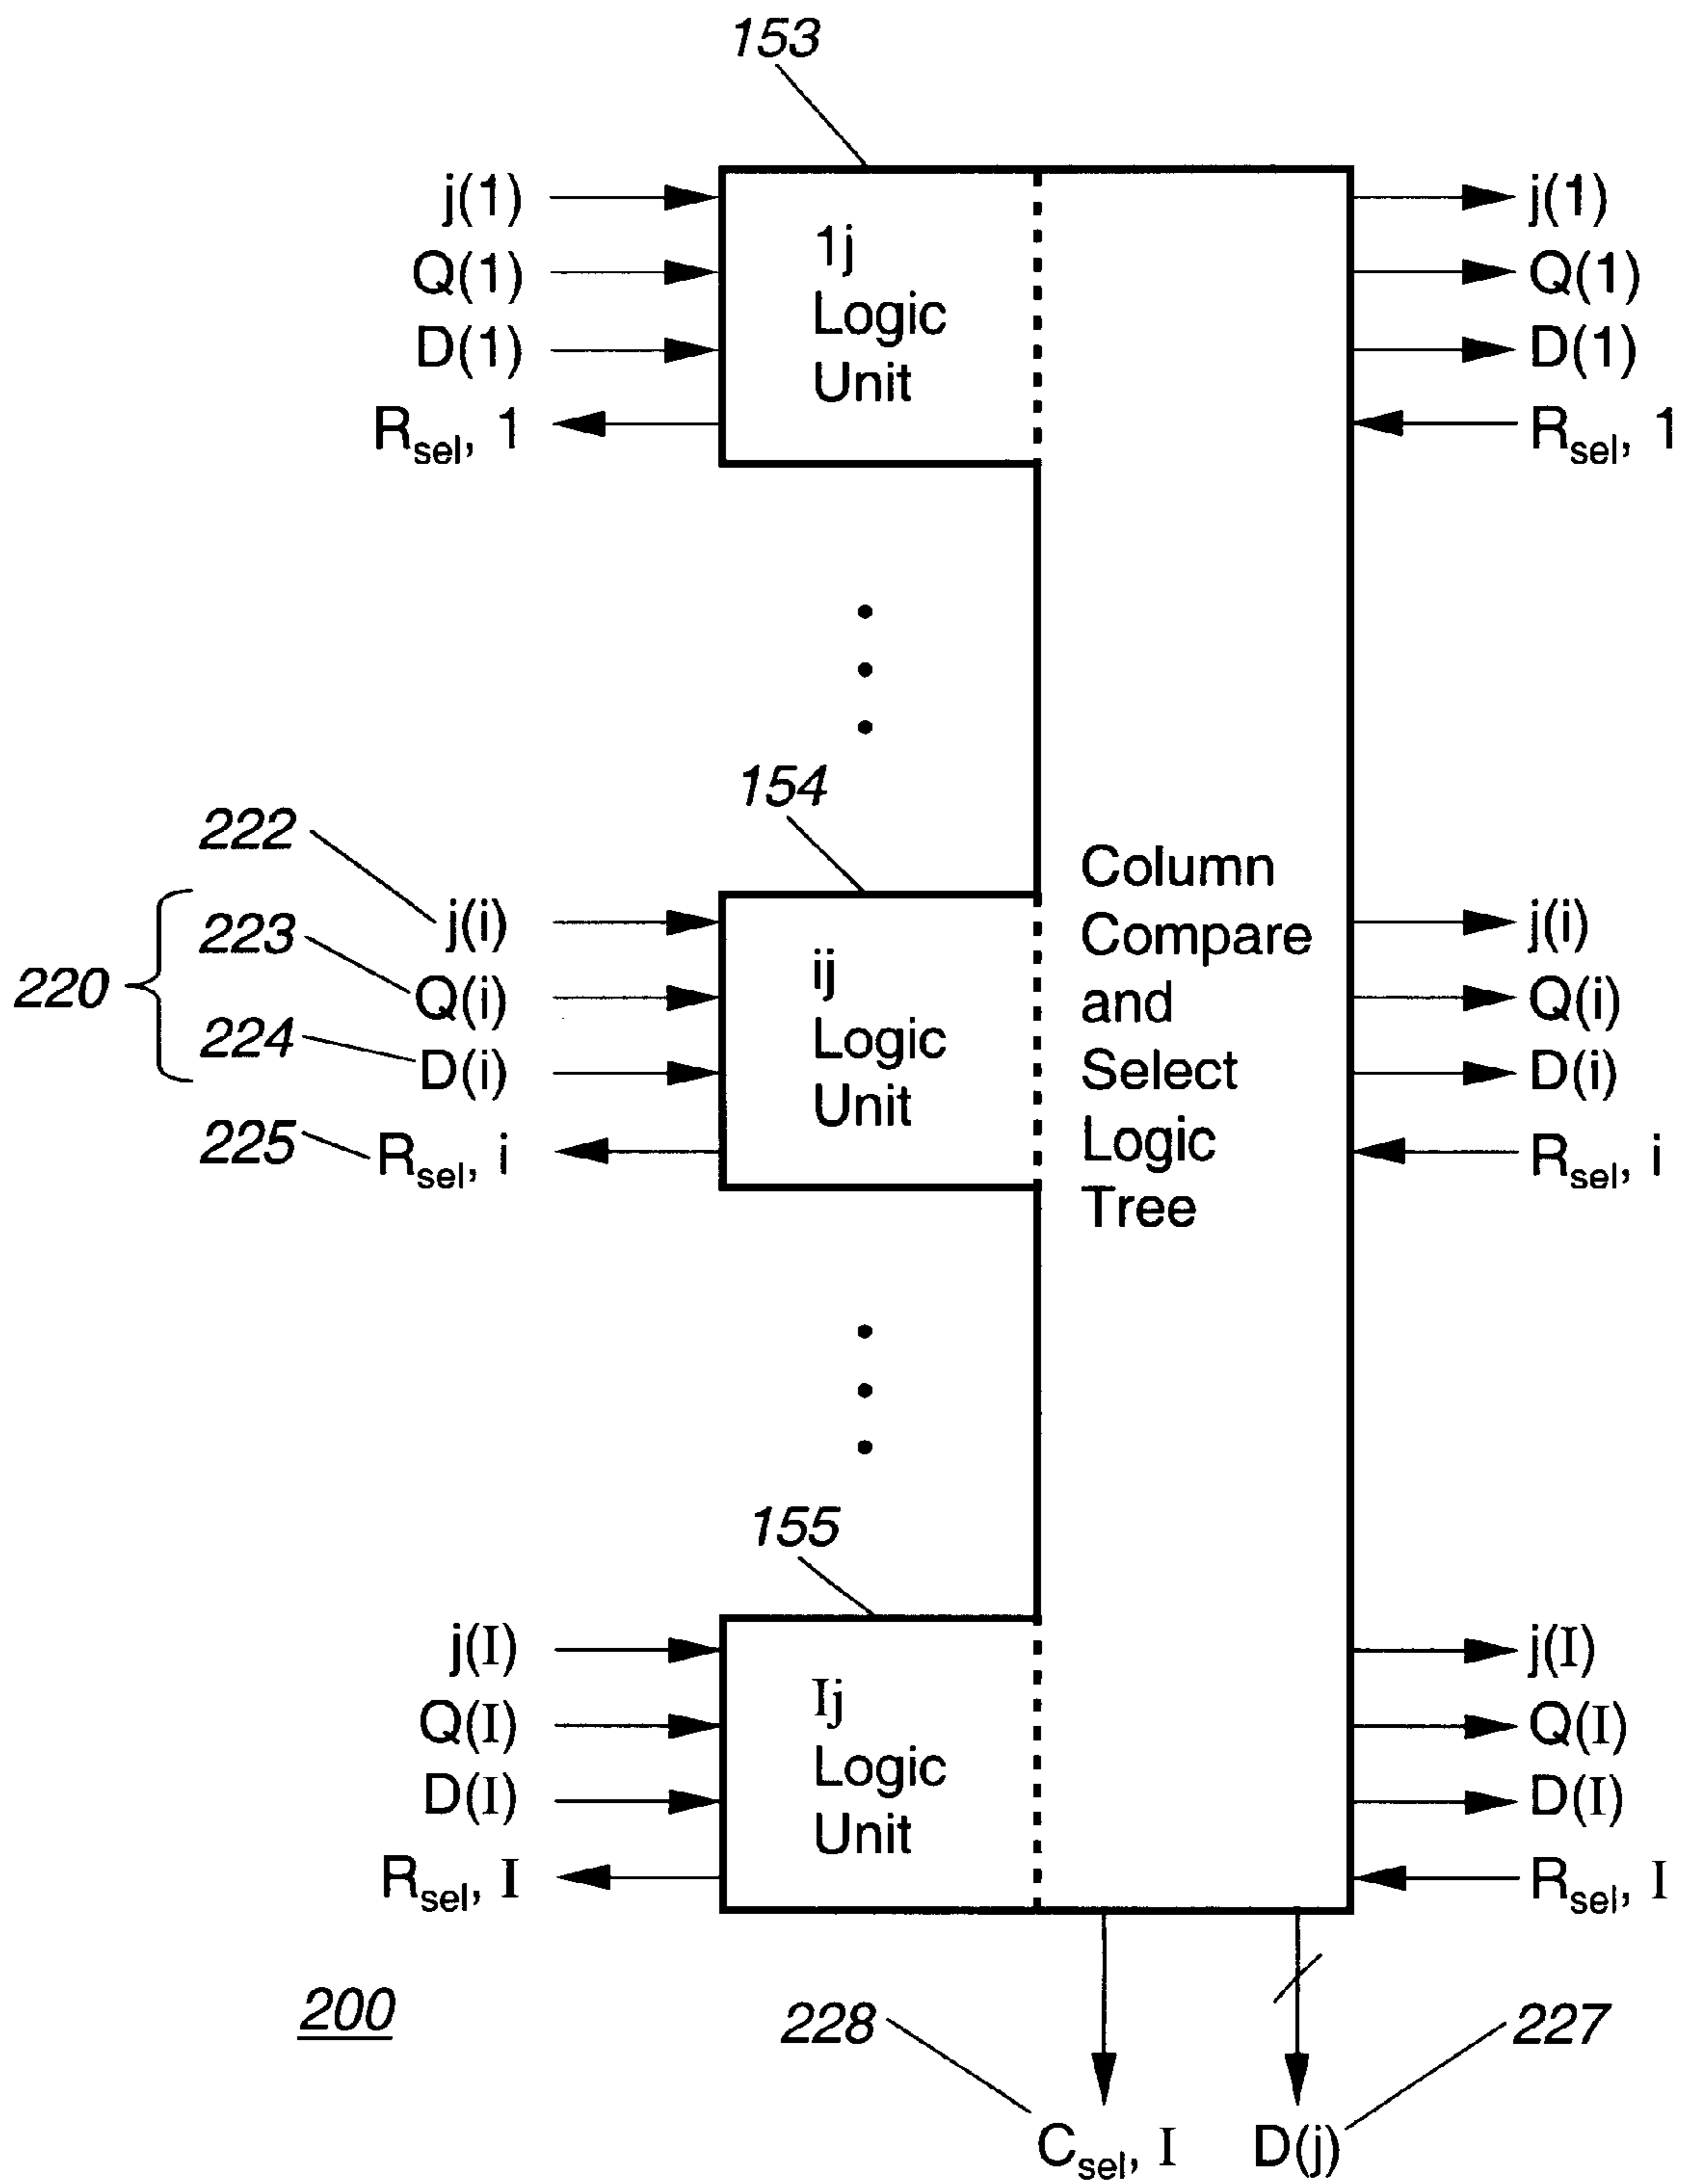 153
j(1)
Q(1)
D(1)
Rsel, 1
1j
Logic
Unit
j(1)
Q(1)
D(1)
Rsel, 1
154
222
223
220
224
225
j(i)
Q(i)
D(i)
Rsel, i
ij
Logic
Unit
Column
Compare
and
Select
Logic
Tree
j(i)
Q(i)
D(i)
Rsel, i
155
j(I)
Q(I)
D(I)
Rsel, I
Ij
Logic
Unit
j(I)
Q(I)
D(I)
Rsel, I
200
228
227
Csel, I
D(j)